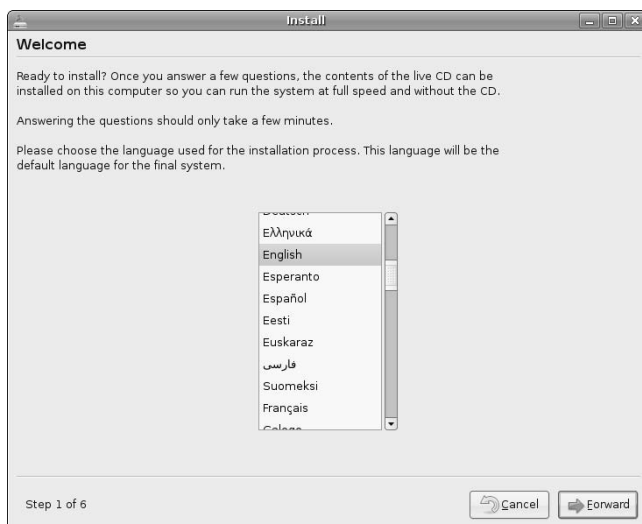 Install
Welcome
Ready to install? Once you answer a few questions, the contents of the live CD can be
installed on this computer so you can run the system at full speed and without the CD.
Answering the questions should only take a few minutes.
Please choose the language used for the installation process. This language will be the
default language for the final system.
Deutsch
Ελληνικά
English
Esperanto
Español
Eesti
Euskaraz
فارسی
Suomeksi
Français
Galego
Step 1 of 6
Cancel
Forward